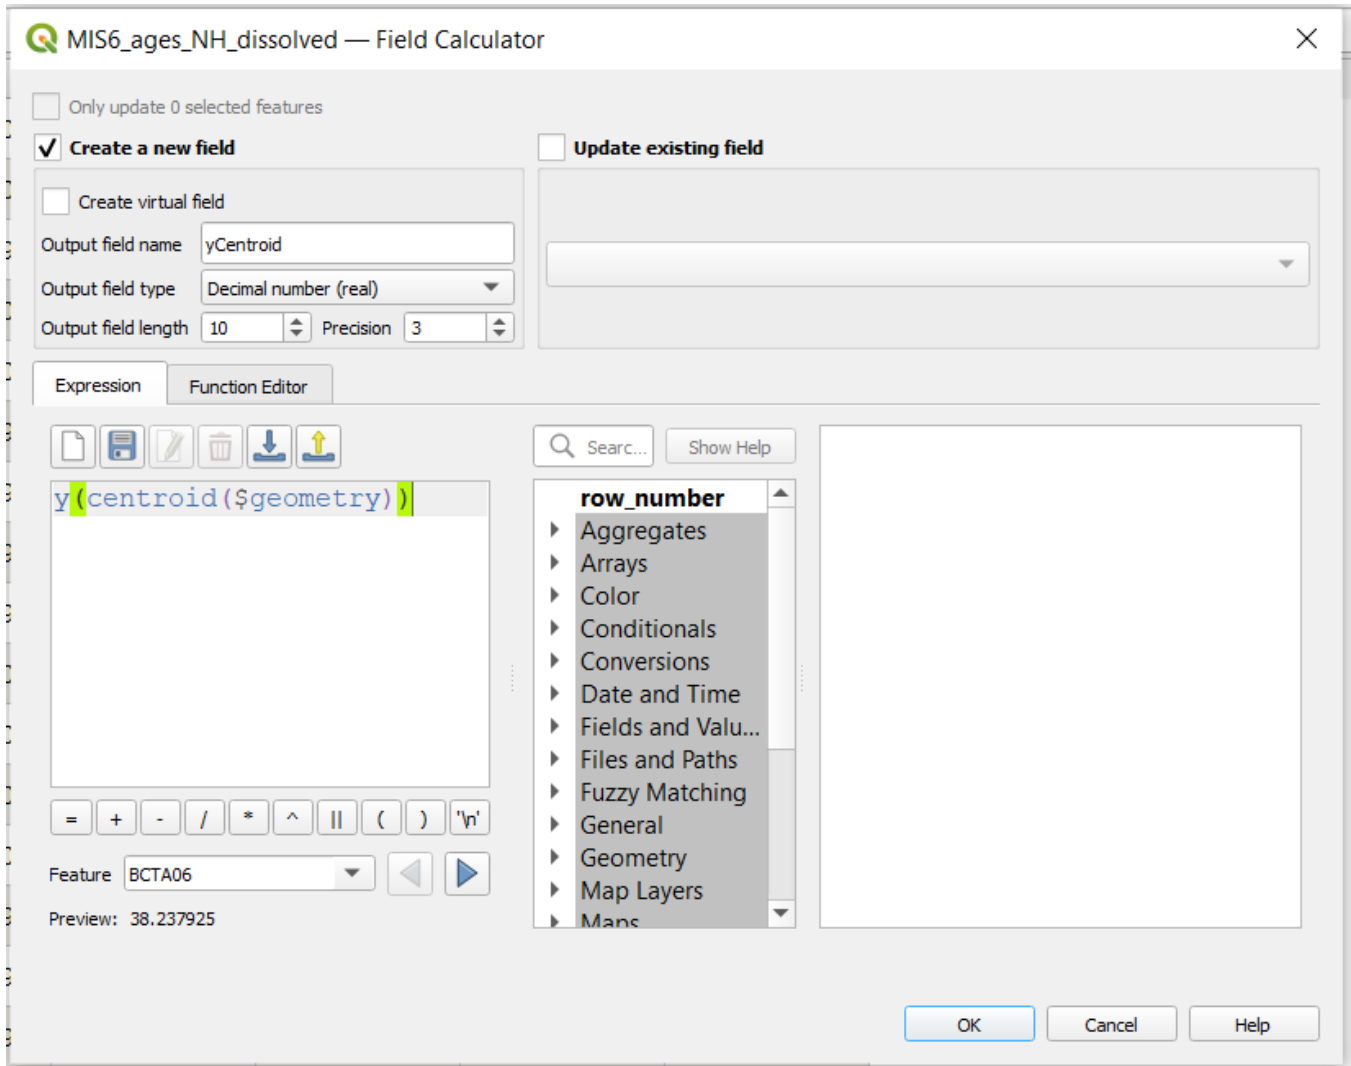 MIS6_ages_NH_dissolved — Field Calculator
Only update 0 selected features
Create a new field
Update existing field
Create virtual field
Output field name yCentroid
Output field type Decimal number (real)
Output field length 10 Precision 3
Expression Function Editor
Searc... Show Help
y(centroid($geometry))
row_number
Aggregates
Arrays
Color
Conditionals
Conversions
Date and Time
Fields and Valu...
Files and Paths
Fuzzy Matching
General
Geometry
Map Layers
Maps
= + - / * ^ || ( ) '\n'
Feature BCTA06
Preview: 38.237925
OK Cancel Help